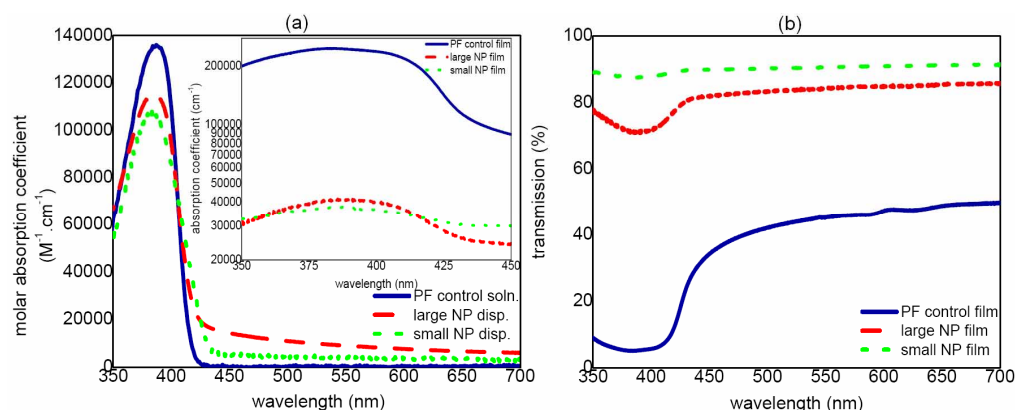 (a)
molar absorption coefficient
(M⁻¹.cm⁻¹)
140000
120000
100000
80000
60000
40000
20000
0
350
400
450
500
550
600
650
700
wavelength (nm)
PF control soln.
large NP disp.
small NP disp.
absorption coefficient (cm⁻¹)
200000
100000
90000
80000
70000
60000
50000
40000
30000
20000
350
375
400
425
450
wavelength (nm)
PF control film
large NP film
small NP film
(b)
transmission (%)
100
80
60
40
20
0
350
400
450
500
550
600
650
700
wavelength (nm)
PF control film
large NP film
small NP film